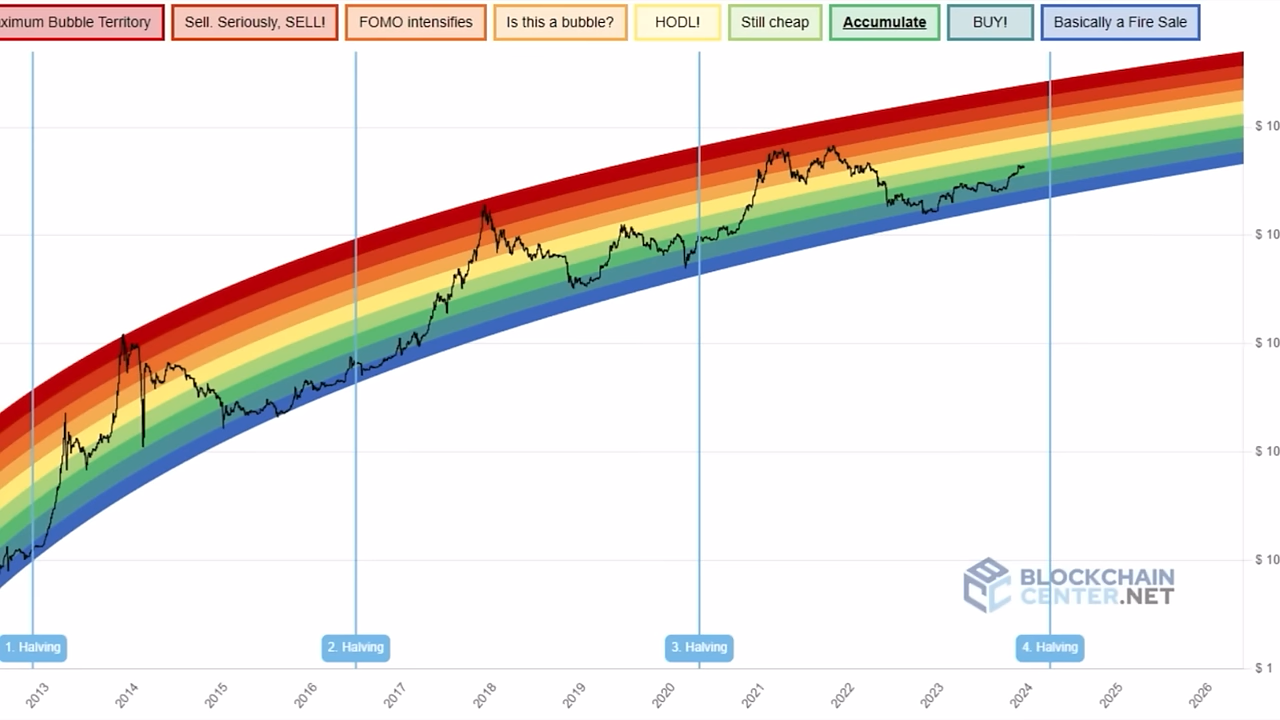 ximum Bubble Territory
Sell. Seriously, SELL!
FOMO intensifies
Is this a bubble?
HODL!
Still cheap
Accumulate
BUY!
Basically a Fire Sale
$ 10
$ 10
$ 10
$ 10
$ 10
$ 1
BLOCKCHAIN
CENTER.NET
1. Halving
2. Halving
3. Halving
4. Halving
2013
2014
2015
2016
2017
2018
2019
2020
2021
2022
2023
2024
2025
2026